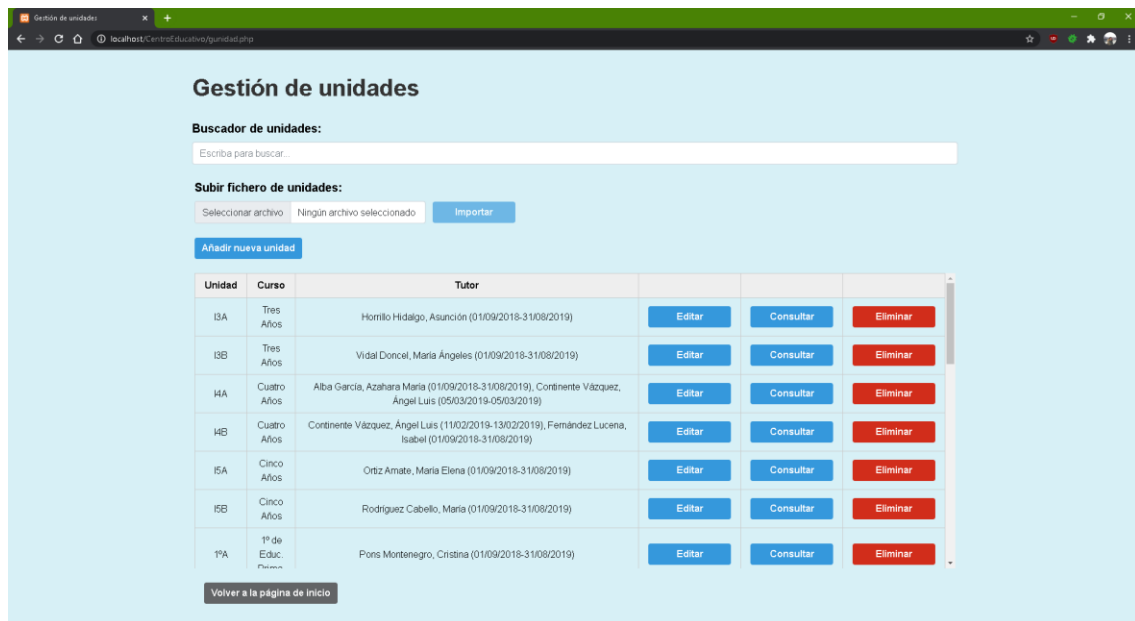 Gestión de unidades
localhost/CentroEducativo/gunidad.php
Gestión de unidades
Buscador de unidades:
Escriba para buscar...
Subir fichero de unidades:
Seleccionar archivo Ningún archivo seleccionado Importar
Añadir nueva unidad
Unidad Curso Tutor
I3A Tres Años Horrillo Hidalgo, Asunción (01/09/2018-31/08/2019) Editar Consultar Eliminar
I3B Tres Años Vidal Doncel, María Ángeles (01/09/2018-31/08/2019) Editar Consultar Eliminar
I4A Cuatro Años Alba García, Azahara María (01/09/2018-31/08/2019), Continente Vázquez, Ángel Luis (05/03/2019-05/03/2019) Editar Consultar Eliminar
I4B Cuatro Años Continente Vázquez, Ángel Luis (11/02/2019-13/02/2019), Fernández Lucena, Isabel (01/09/2018-31/08/2019) Editar Consultar Eliminar
I5A Cinco Años Ortiz Amate, María Elena (01/09/2018-31/08/2019) Editar Consultar Eliminar
I5B Cinco Años Rodríguez Cabello, María (01/09/2018-31/08/2019) Editar Consultar Eliminar
1ºA 1º de Educ. Pons Montenegro, Cristina (01/09/2018-31/08/2019) Editar Consultar Eliminar
Volver a la página de inicio